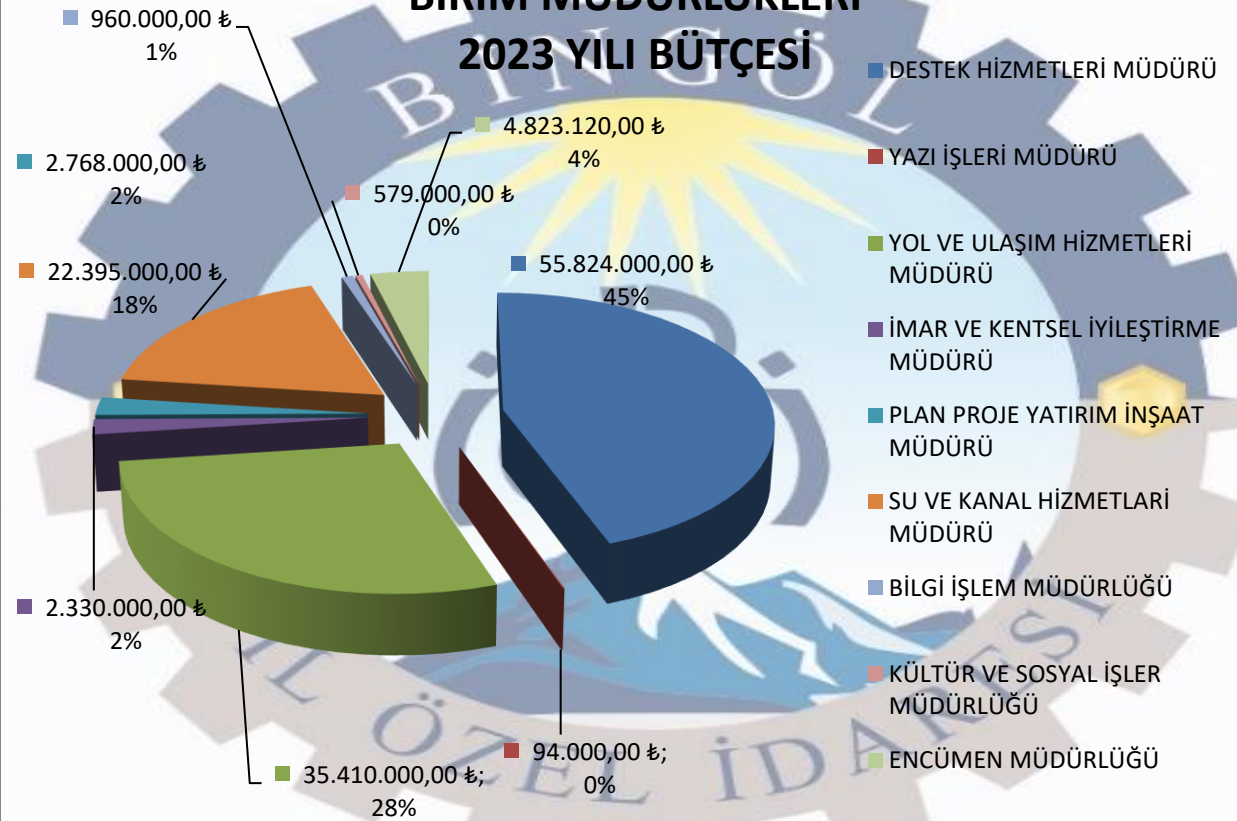 BİRİM MÜDÜRLÜKLERİ
2023 YILI BÜTÇESİ
960.000,00 ₺
1%
4.823.120,00 ₺
4%
2.768.000,00 ₺
2%
579.000,00 ₺
0%
22.395.000,00 ₺
18%
55.824.000,00 ₺
45%
2.330.000,00 ₺
2%
94.000,00 ₺;
0%
35.410.000,00 ₺;
28%
DESTEK HİZMETLERİ MÜDÜRÜ
YAZI İŞLERİ MÜDÜRÜ
YOL VE ULAŞIM HİZMETLERİ
MÜDÜRÜ
İMAR VE KENTSEL İYİLEŞTİRME
MÜDÜRÜ
PLAN PROJE YATIRIM İNŞAAT
MÜDÜRÜ
SU VE KANAL HİZMETLARİ
MÜDÜRÜ
BİLGİ İŞLEM MÜDÜRLÜĞÜ
KÜLTÜR VE SOSYAL İŞLER
MÜDÜRLÜĞÜ
ENCÜMEN MÜDÜRLÜĞÜ
BİNGÖL
İL ÖZEL İDARESİ